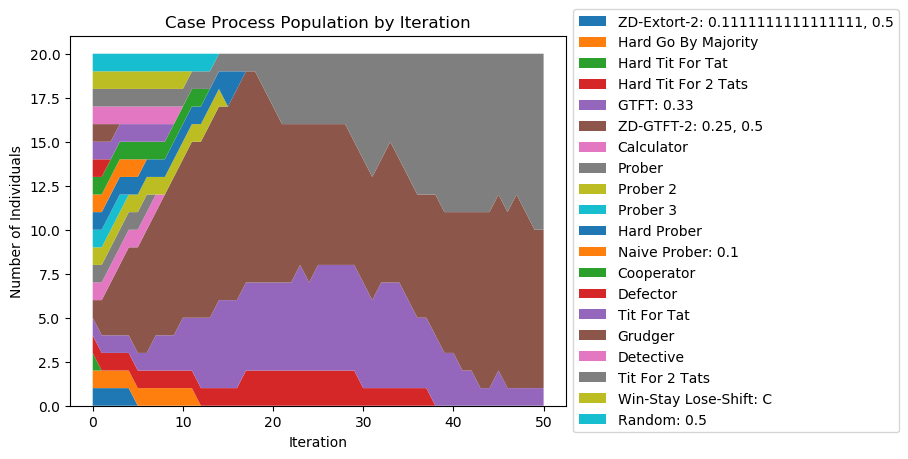 Case Process Population by Iteration
Number of Individuals
20.0
17.5
15.0
12.5
10.0
7.5
5.0
2.5
0.0
0 10 20 30 40 50
Iteration
ZD-Extort-2: 0.1111111111111111, 0.5
Hard Go By Majority
Hard Tit For Tat
Hard Tit For 2 Tats
GTFT: 0.33
ZD-GTFT-2: 0.25, 0.5
Calculator
Prober
Prober 2
Prober 3
Hard Prober
Naive Prober: 0.1
Cooperator
Defector
Tit For Tat
Grudger
Detective
Tit For 2 Tats
Win-Stay Lose-Shift: C
Random: 0.5